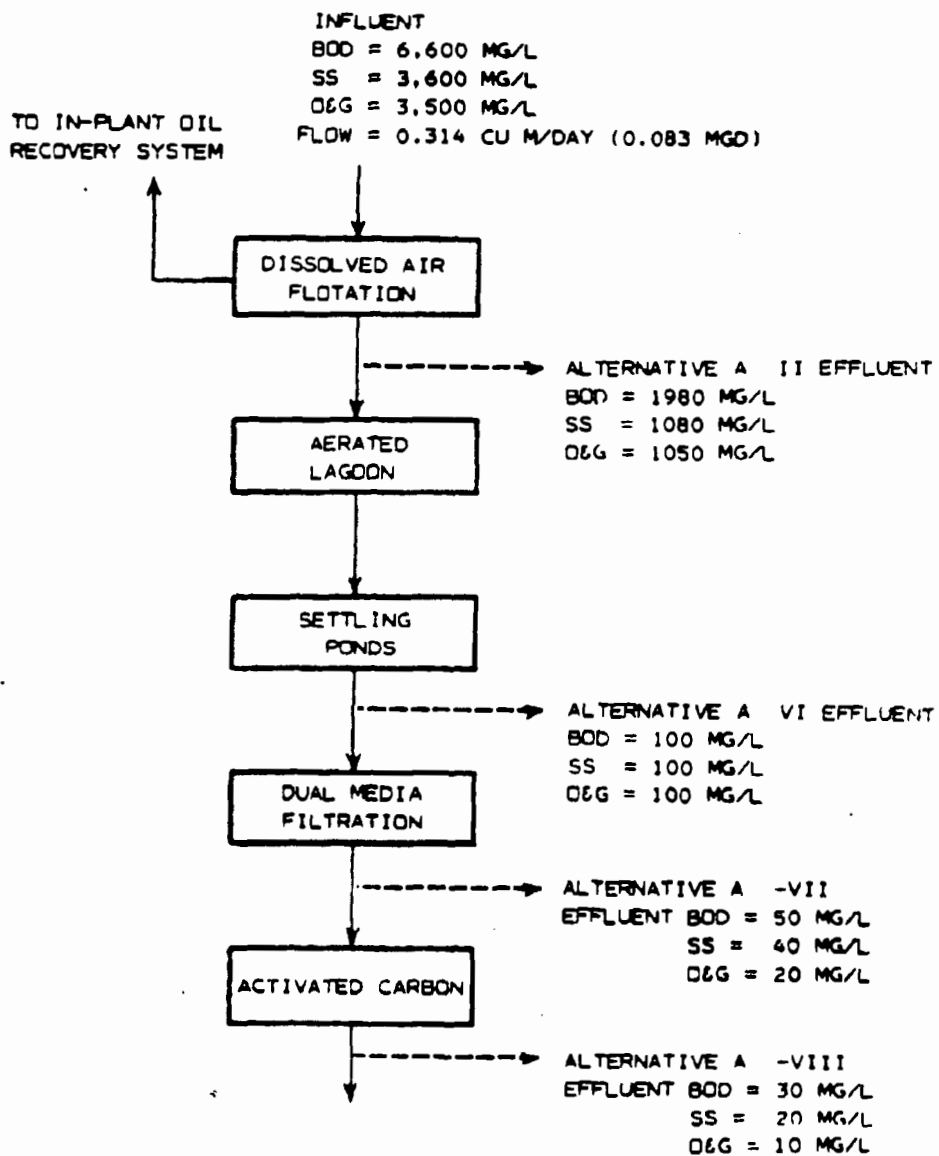 INFLUENT
BOD = 6,600 MG/L
SS = 3,600 MG/L
O&G = 3,500 MG/L
FLOW = 0.314 CU M/DAY (0.083 MGD)
TO IN-PLANT OIL
RECOVERY SYSTEM
DISSOLVED AIR
FLOTATION
ALTERNATIVE A II EFFLUENT
BOD = 1980 MG/L
SS = 1080 MG/L
O&G = 1050 MG/L
AERATED
LAGOON
SETTLING
PONDS
ALTERNATIVE A VI EFFLUENT
BOD = 100 MG/L
SS = 100 MG/L
O&G = 100 MG/L
DUAL MEDIA
FILTRATION
ALTERNATIVE A -VII
EFFLUENT BOD = 50 MG/L
SS = 40 MG/L
O&G = 20 MG/L
ACTIVATED CARBON
ALTERNATIVE A -VIII
EFFLUENT BOD = 30 MG/L
SS = 20 MG/L
O&G = 10 MG/L